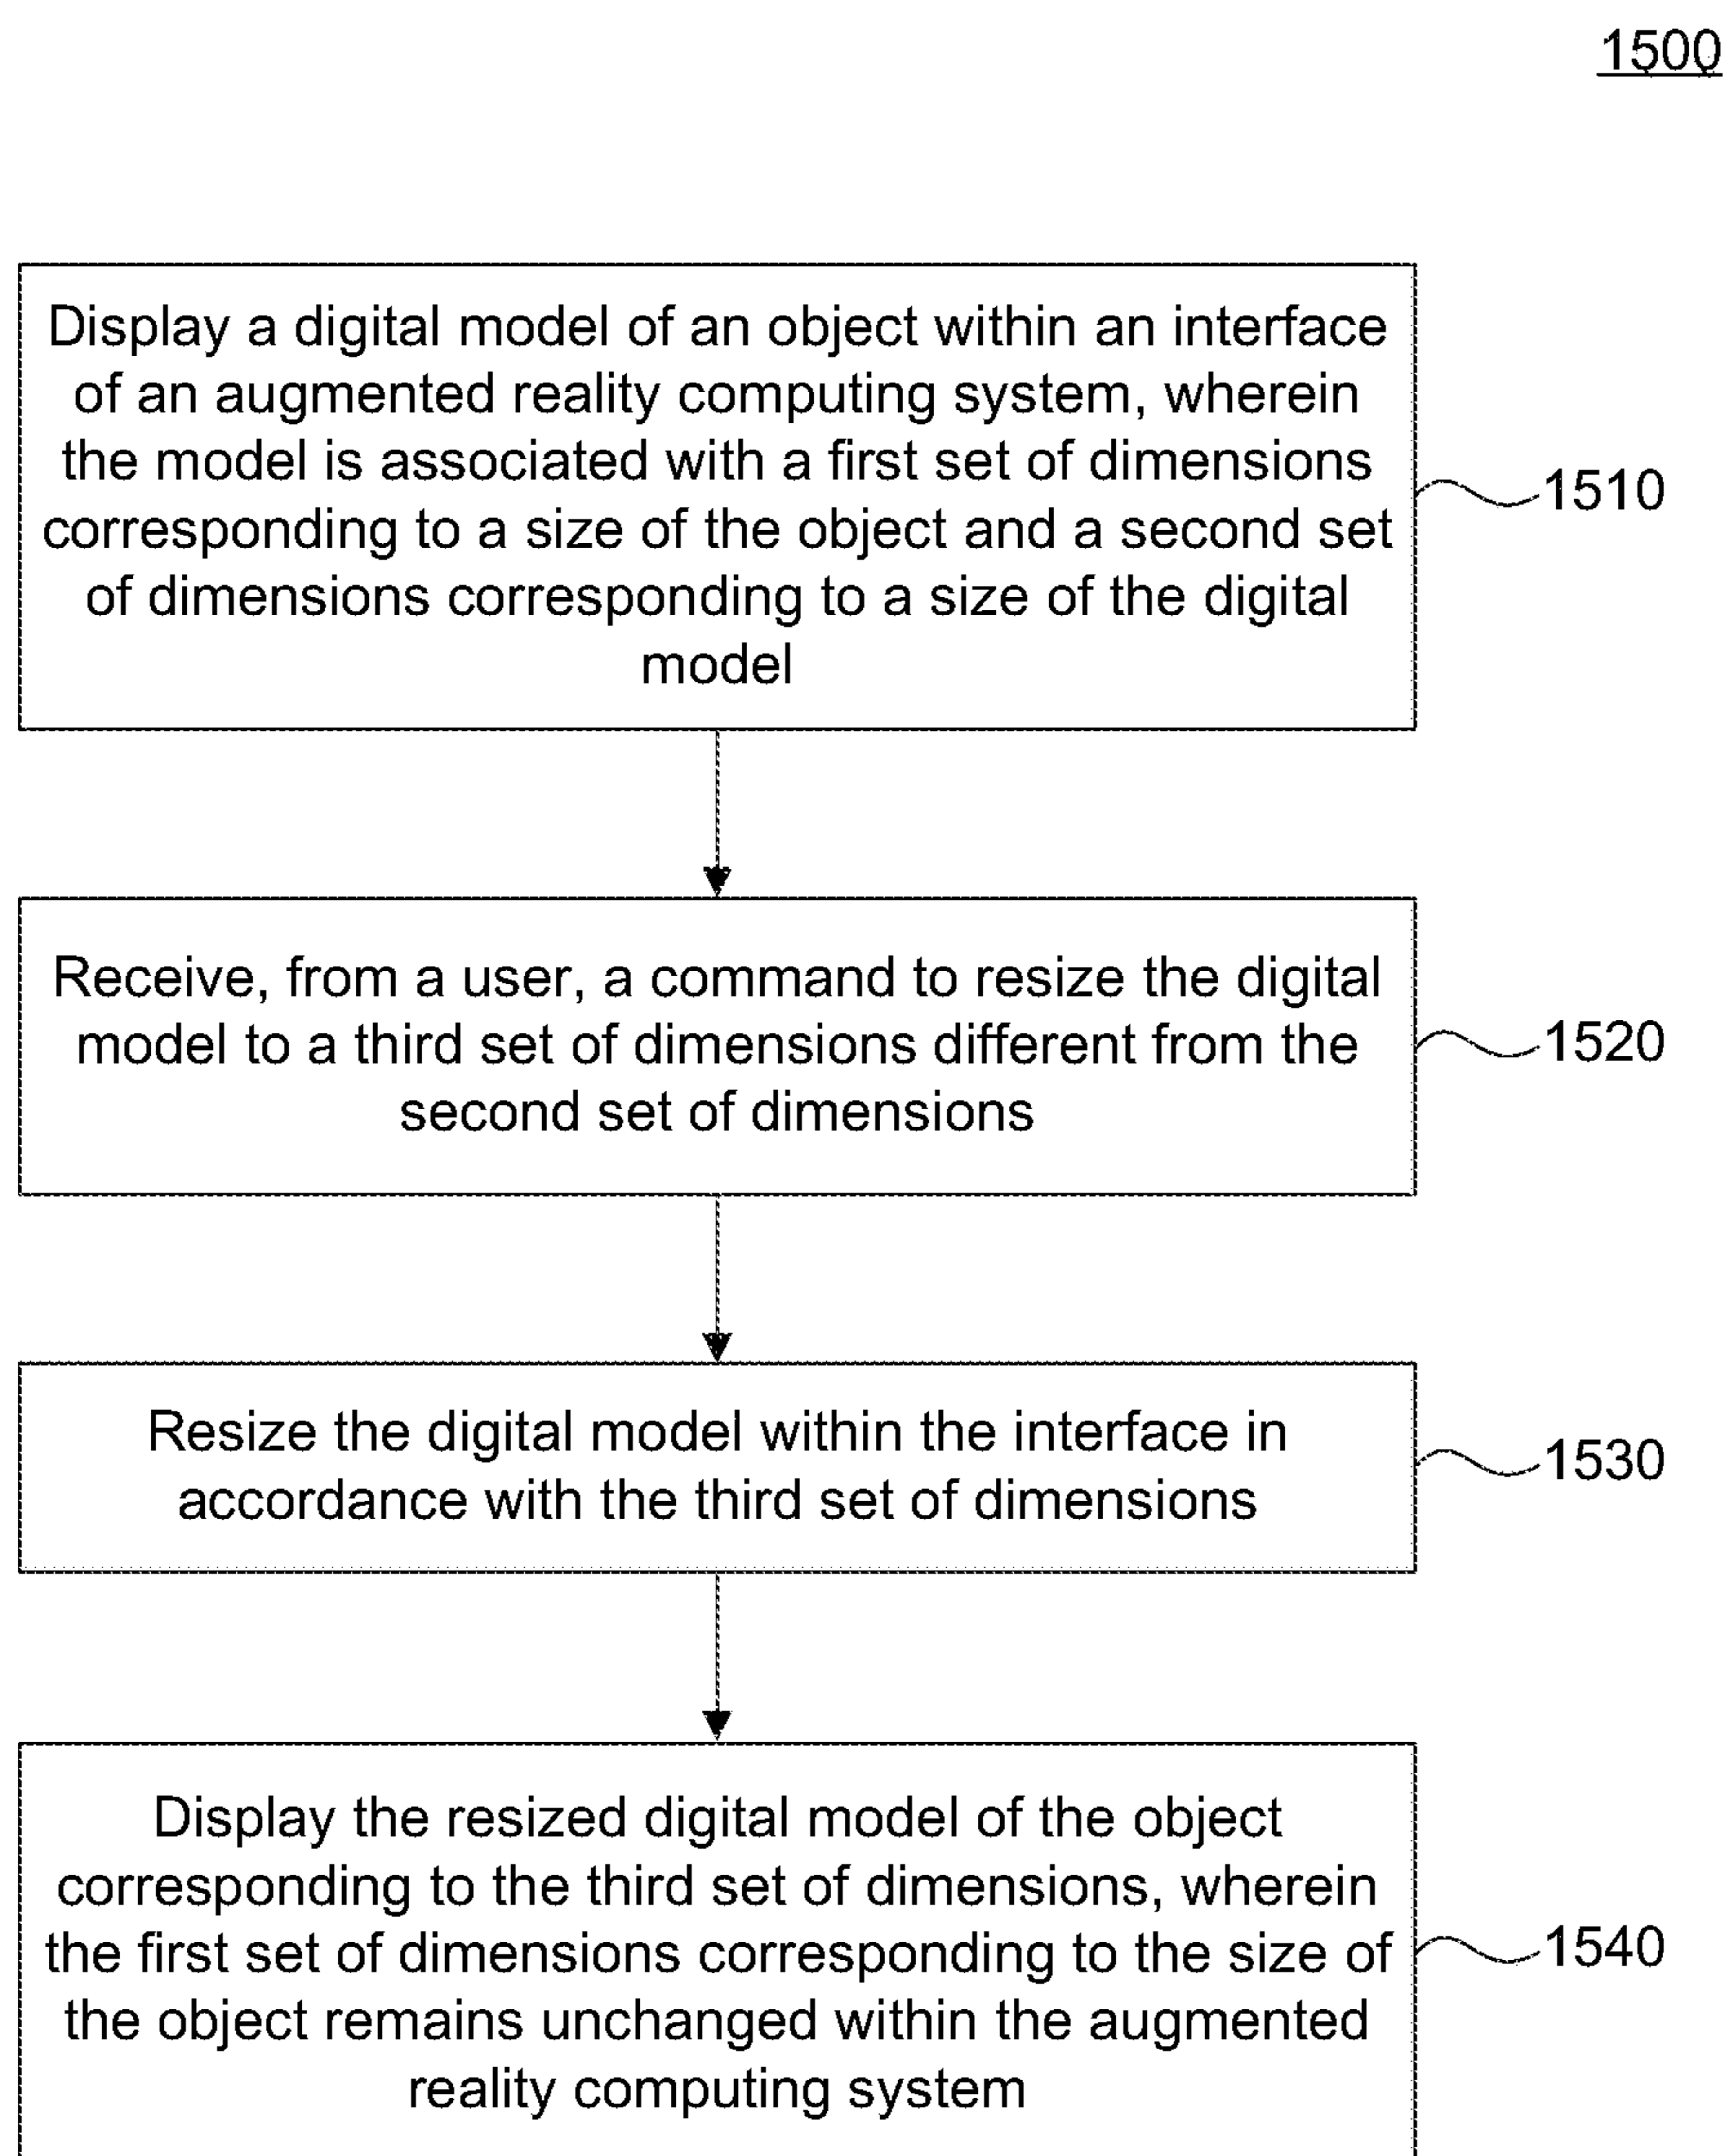 1500
Display a digital model of an object within an interface
of an augmented reality computing system, wherein
the model is associated with a first set of dimensions
corresponding to a size of the object and a second set
of dimensions corresponding to a size of the digital
model
1510
Receive, from a user, a command to resize the digital
model to a third set of dimensions different from the
second set of dimensions
1520
Resize the digital model within the interface in
accordance with the third set of dimensions
1530
Display the resized digital model of the object
corresponding to the third set of dimensions, wherein
the first set of dimensions corresponding to the size of
the object remains unchanged within the augmented
reality computing system
1540